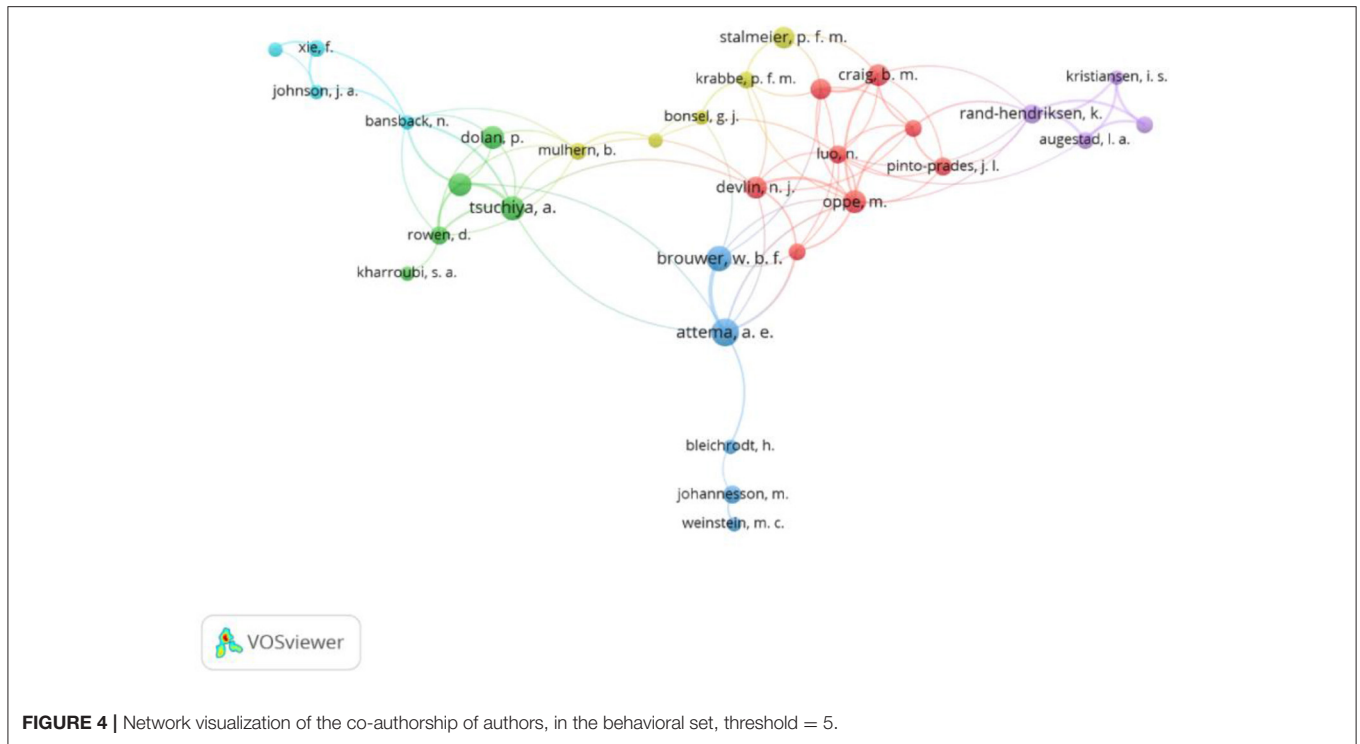 stalmeier, p. f. m.
xie, f.
craig, b. m.
kristiansen, i. s.
krabbe, p. f. m.
johnson, j. a.
rand-hendriksen, k.
bonsel, g. j.
bansback, n.
dolan, p.
augestad, l. a.
mulhern, b.
luo, n.
pinto-prades, j. l.
devlin, n. j.
oppe, m.
tsuchiya, a.
rowen, d.
brouwer, w. b. f.
kharroubi, s. a.
attema, a. e.
bleichrodt, h.
johannesson, m.
weinstein, m. c.
VOSviewer
FIGURE 4 | Network visualization of the co-authorship of authors, in the behavioral set, threshold = 5.